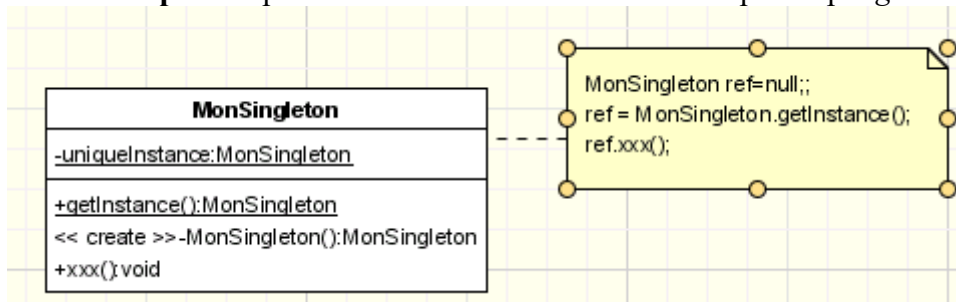 MonSingleton
-uniqueInstance:MonSingleton
+getInstance():MonSingleton
<< create >>-MonSingleton():MonSingleton
+xxx():void
MonSingleton ref=null;;
ref = MonSingleton.getInstance();
ref.xxx();